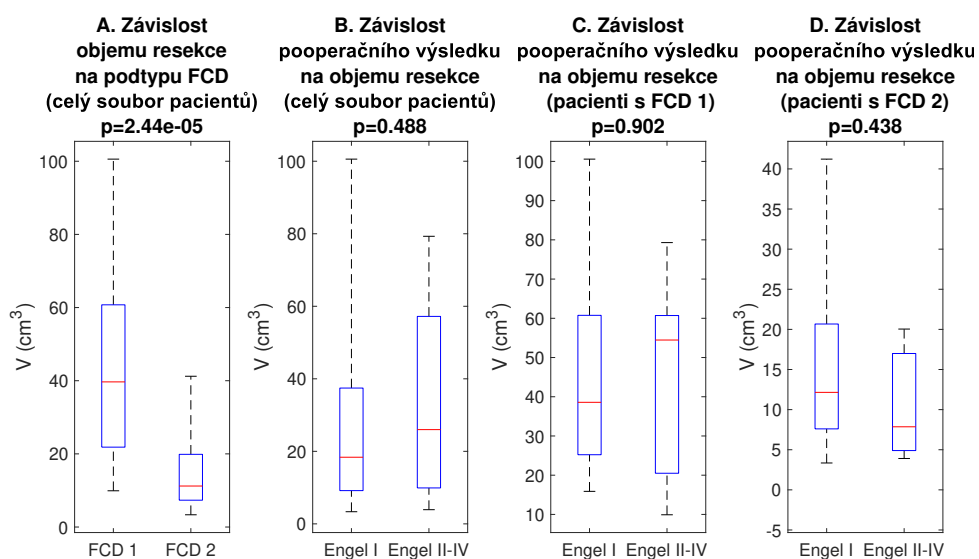 A. Závislost
objemu resekce
na podtypu FCD
(celý soubor pacientů)
p=2.44e-05
V (cm³)
100
80
60
40
20
0
FCD 1
FCD 2
B. Závislost
pooperačního výsledku
na objemu resekce
(celý soubor pacientů)
p=0.488
V (cm³)
100
80
60
40
20
0
Engel I
Engel II-IV
C. Závislost
pooperačního výsledku
na objemu resekce
(pacienti s FCD 1)
p=0.902
V (cm³)
100
90
80
70
60
50
40
30
20
10
Engel I
Engel II-IV
D. Závislost
pooperačního výsledku
na objemu resekce
(pacienti s FCD 2)
p=0.438
V (cm³)
40
35
30
25
20
15
10
5
0
-5
Engel I
Engel II-IV